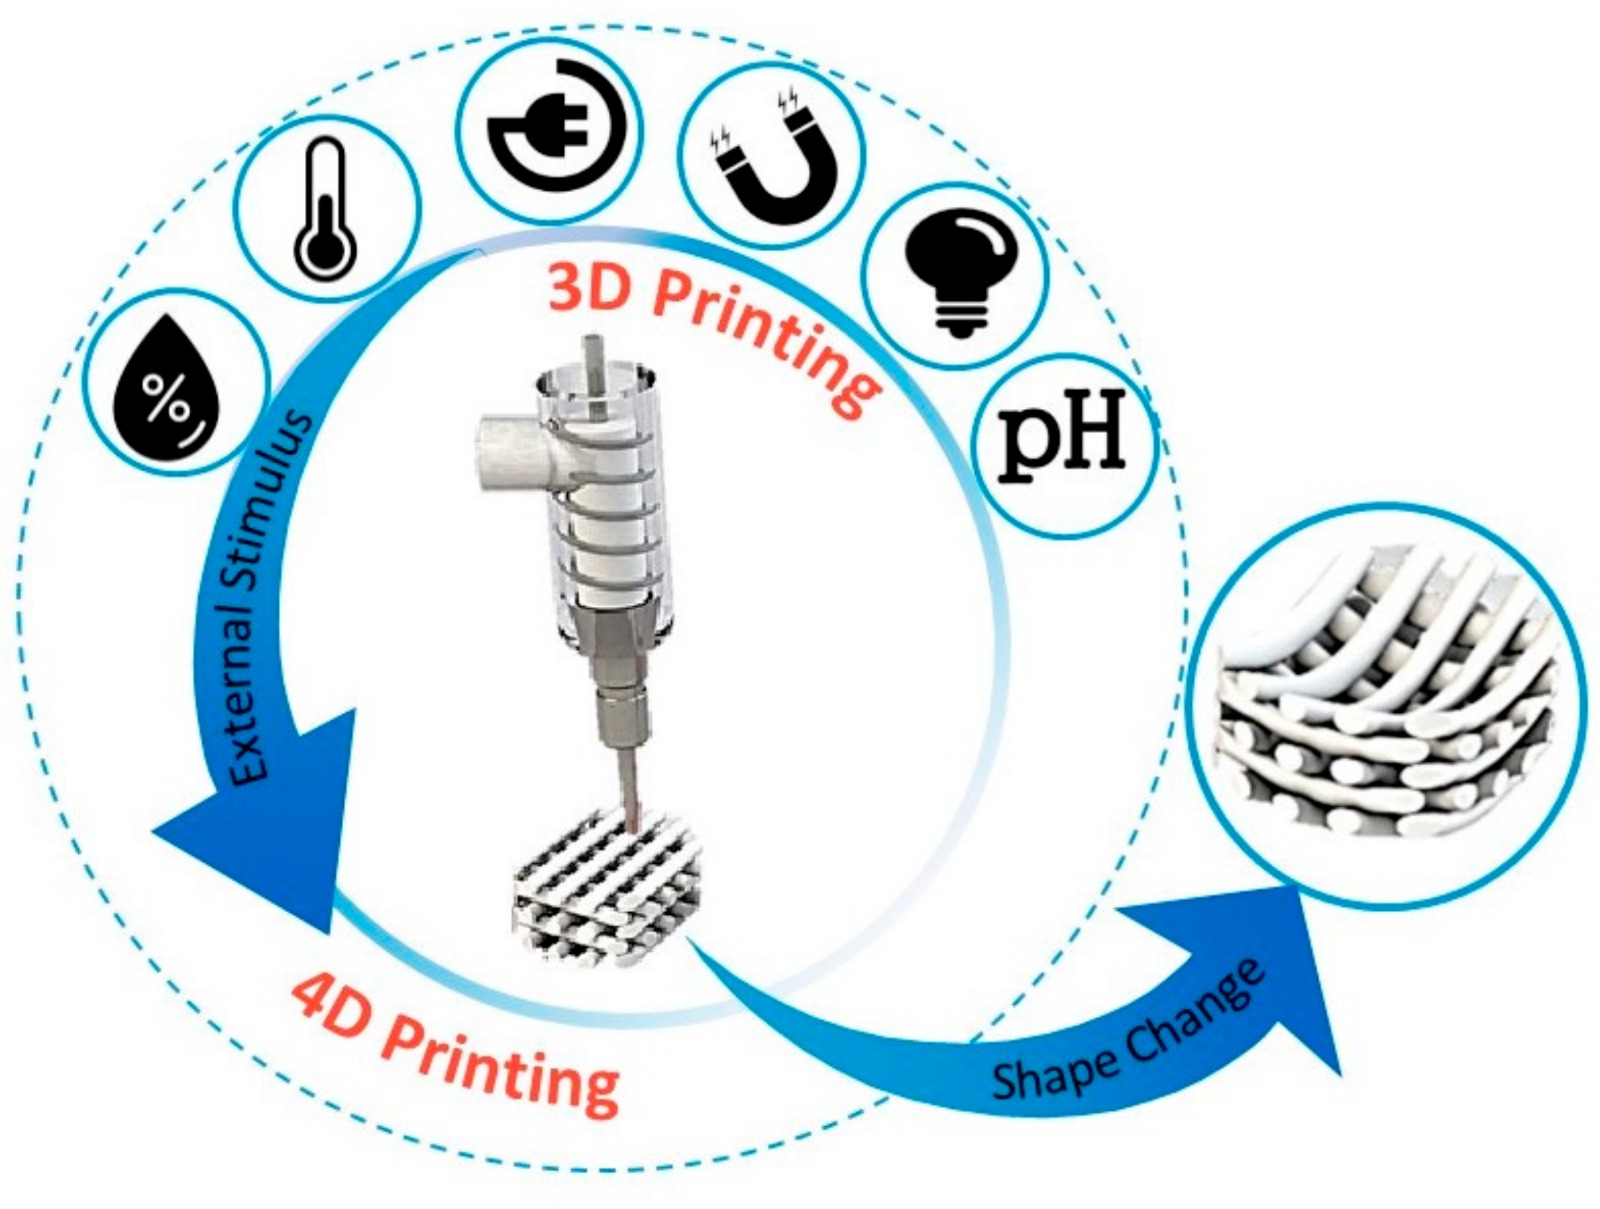 %
pH
3D Printing
External Stimulus
4D Printing
Shape Change